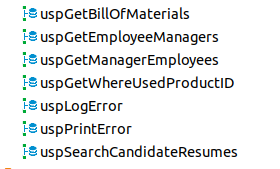 uspGetBillOfMaterials
uspGetEmployeeManagers
uspGetManagerEmployees
uspGetWhereUsedProductID
uspLogError
uspPrintError
uspSearchCandidateResumes